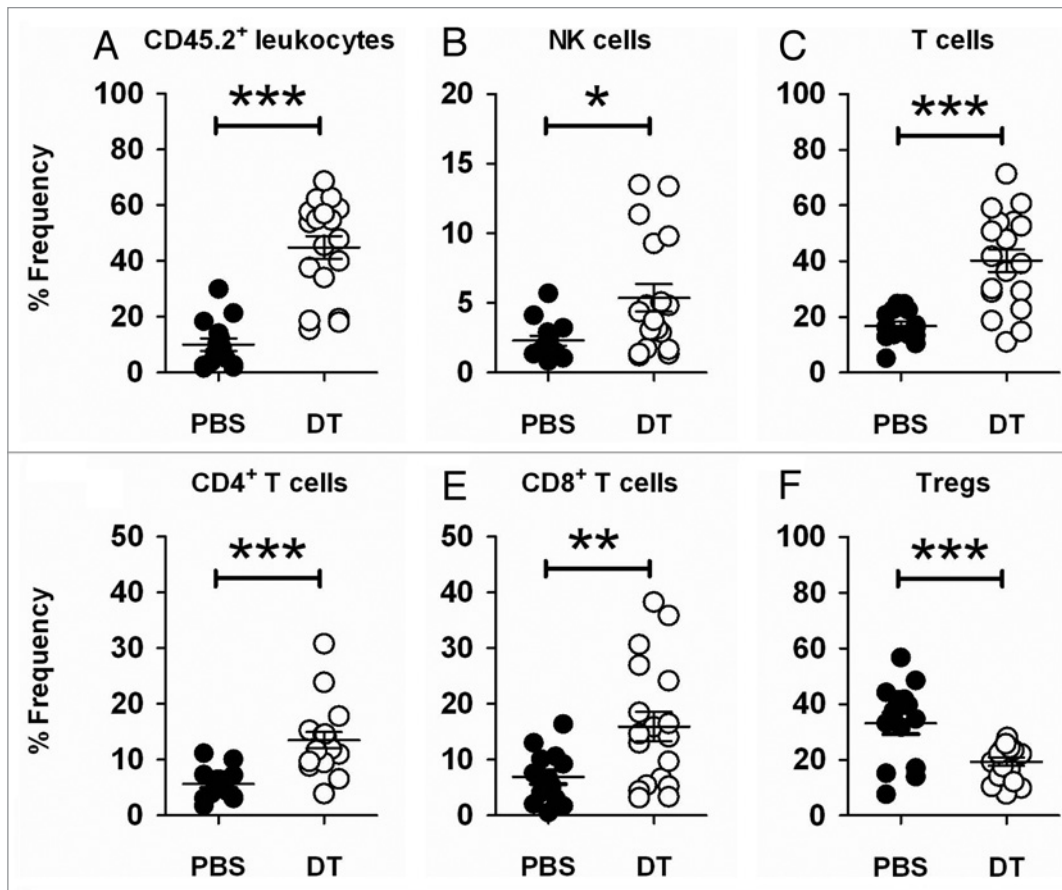 A CD45.2⁺ leukocytes
B NK cells
C T cells
% Frequency
100
80
60
40
20
0
***
PBS DT
20
15
10
5
0
*
PBS DT
100
80
60
40
20
0
***
PBS DT
CD4⁺ T cells
E CD8⁺ T cells
F Tregs
% Frequency
50
40
30
20
10
0
***
PBS DT
50
40
30
20
10
0
**
PBS DT
100
80
60
40
20
0
***
PBS DT